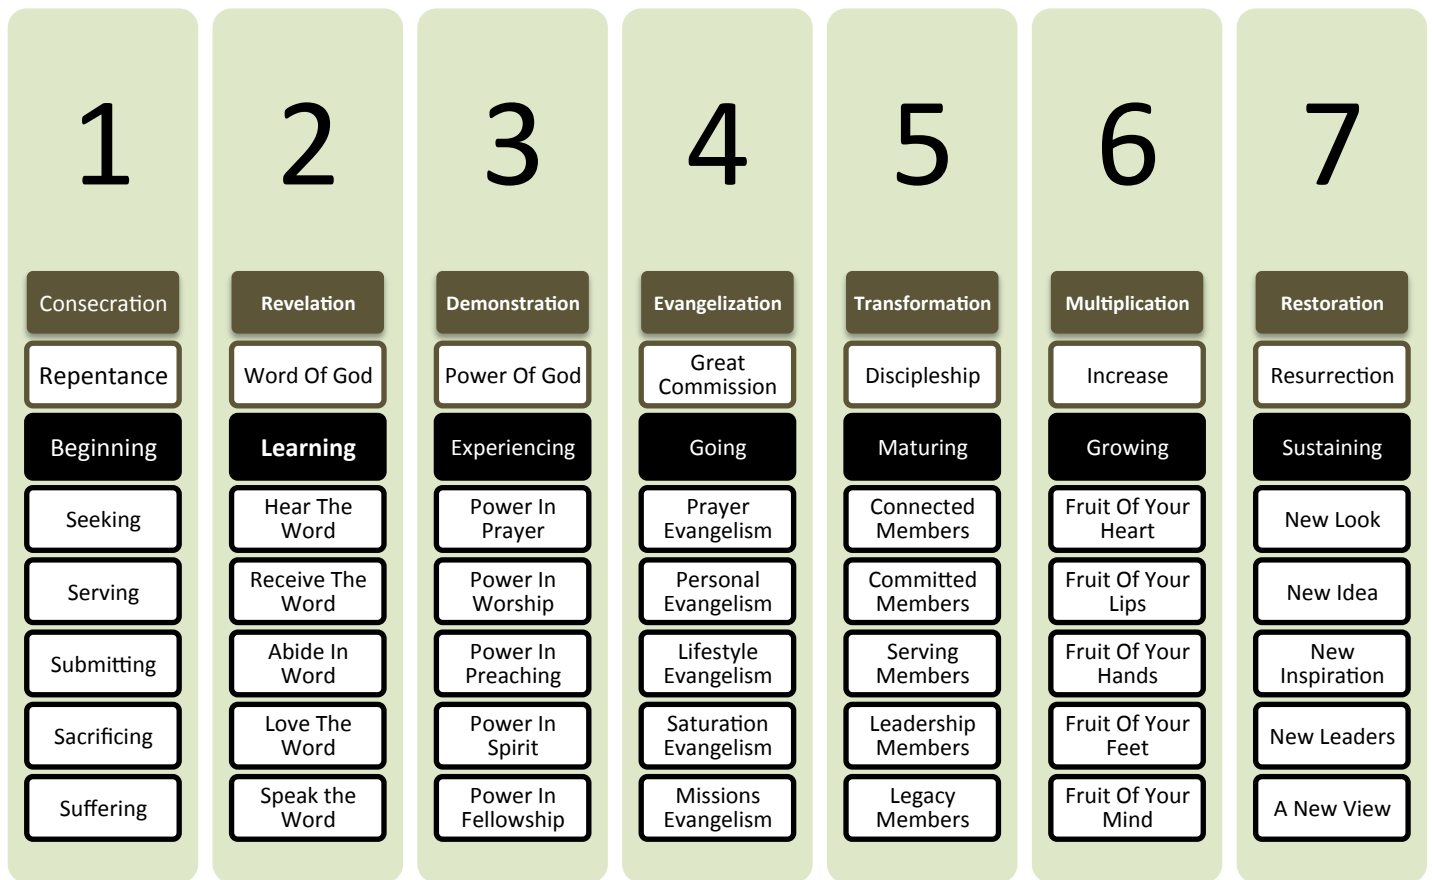 1
Consecration
Repentance
Beginning
Seeking
Serving
Submitting
Sacrificing
Suffering
2
Revelation
Word Of God
Learning
Hear The
Word
Receive The
Word
Abide In
Word
Love The
Word
Speak the
Word
3
Demonstration
Power Of God
Experiencing
Power In
Prayer
Power In
Worship
Power In
Preaching
Power In
Spirit
Power In
Fellowship
4
Evangelization
Great
Commission
Going
Prayer
Evangelism
Personal
Evangelism
Lifestyle
Evangelism
Saturation
Evangelism
Missions
Evangelism
5
Transformation
Discipleship
Maturing
Connected
Members
Committed
Members
Serving
Members
Leadership
Members
Legacy
Members
6
Multiplication
Increase
Growing
Fruit Of Your
Heart
Fruit Of Your
Lips
Fruit Of Your
Hands
Fruit Of Your
Feet
Fruit Of Your
Mind
7
Restoration
Resurrection
Sustaining
New Look
New Idea
New
Inspiration
New Leaders
A New View